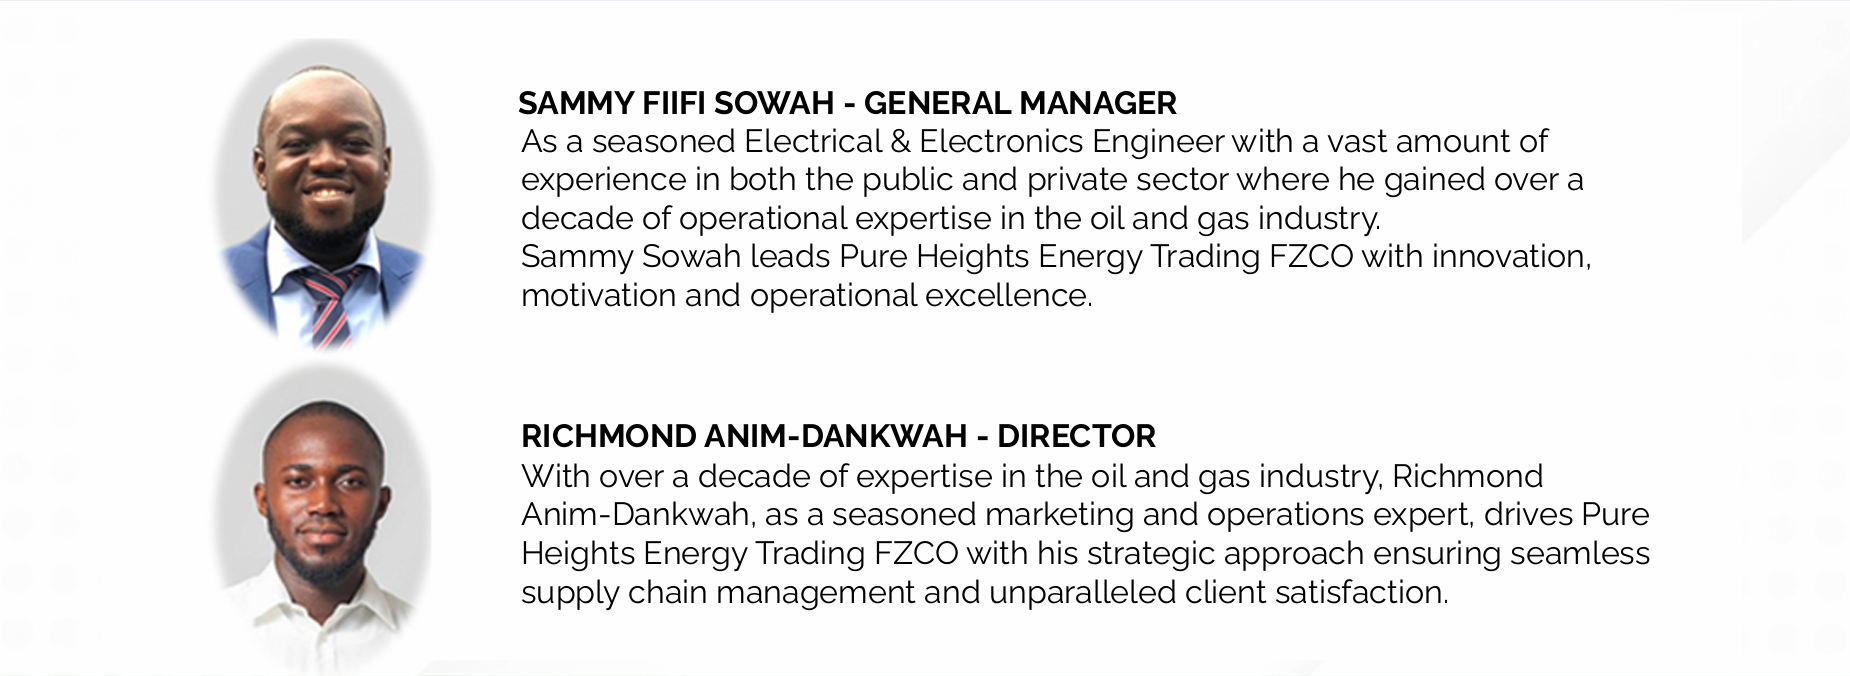 SAMMY FIIFI SOWAH - GENERAL MANAGER
As a seasoned Electrical & Electronics Engineer with a vast amount of
experience in both the public and private sector where he gained over a
decade of operational expertise in the oil and gas industry.
Sammy Sowah leads Pure Heights Energy Trading FZCO with innovation,
motivation and operational excellence.
RICHMOND ANIM-DANKWAH - DIRECTOR
With over a decade of expertise in the oil and gas industry, Richmond
Anim-Dankwah, as a seasoned marketing and operations expert, drives Pure
Heights Energy Trading FZCO with his strategic approach ensuring seamless
supply chain management and unparalleled client satisfaction.